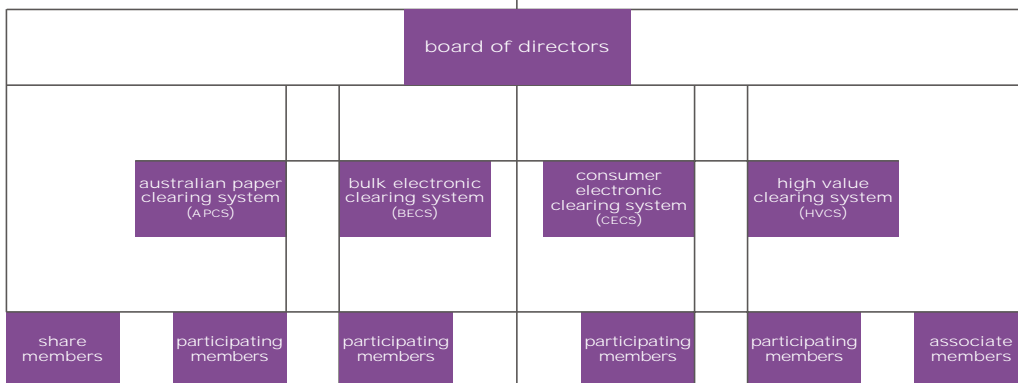 board of directors
australian paper
clearing system
(APCS)
bulk electronic
clearing system
(BECS)
consumer
electronic
clearing system
(CECS)
high value
clearing system
(HVCS)
share
members
participating
members
participating
members
participating
members
participating
members
associate
members